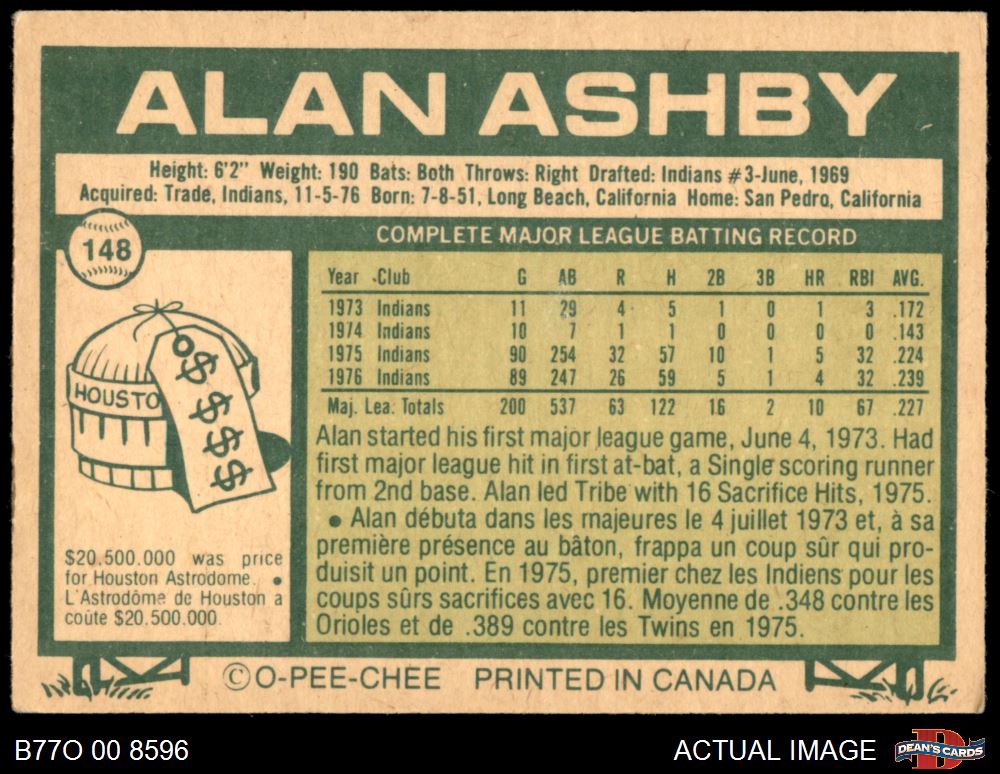 ALAN ASHBY
Height: 6'2" Weight: 190 Bats: Both Throws: Right Drafted: Indians #3-June, 1969
Acquired: Trade, Indians, 11-5-76 Born: 7-8-51, Long Beach, California Home: San Pedro, California
148
COMPLETE MAJOR LEAGUE BATTING RECORD
Year Club G AB R H 2B 3B HR RBI AVG.
1973 Indians 11 29 4 5 1 0 1 3 .172
1974 Indians 10 7 1 1 0 0 0 0 .143
1975 Indians 90 254 32 57 10 1 5 32 .224
1976 Indians 89 247 26 59 5 1 4 32 .239
Maj. Lea. Totals 200 537 63 122 16 2 10 67 .227
Alan started his first major league game, June 4, 1973. Had
first major league hit in first at-bat, a Single scoring runner
from 2nd base. Alan led Tribe with 16 Sacrifice Hits, 1975.
● Alan débuta dans les majeures le 4 juillet 1973 et, à sa
première présence au bâton, frappa un coup sûr qui pro-
duisit un point. En 1975, premier chez les Indiens pour les
coups sûrs sacrifices avec 16. Moyenne de .348 contre les
Orioles et de .389 contre les Twins en 1975.
HOUSTO
$ $ $ $
$20.500.000 was price
for Houston Astrodome. ●
L'Astrodôme de Houston a
coûte $20.500.000.
©O-PEE-CHEE PRINTED IN CANADA
B77O 00 8596
ACTUAL IMAGE
D
DEAN'S CARDS